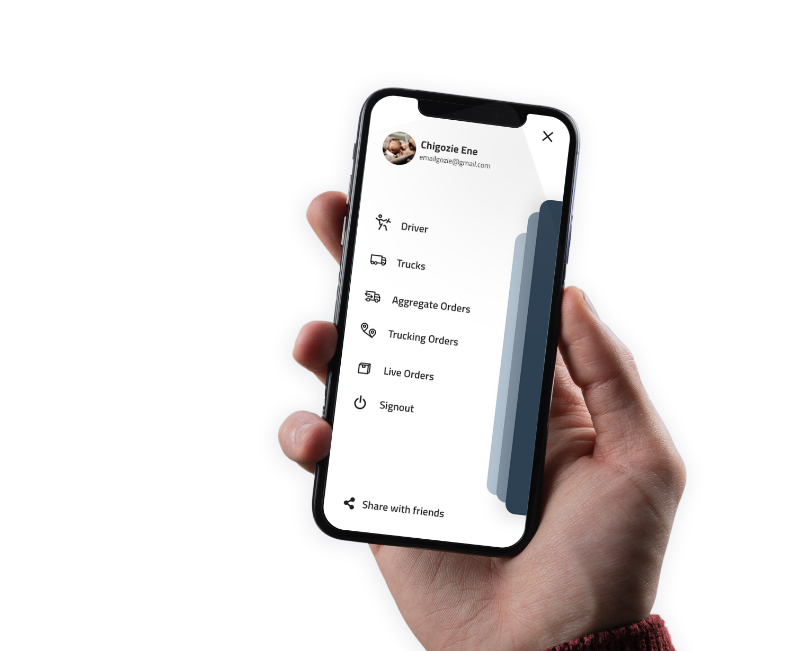 Chigozie Ene
emailgozie@gmail.com
Driver
Trucks
Aggregate Orders
Trucking Orders
Live Orders
Signout
Share with friends